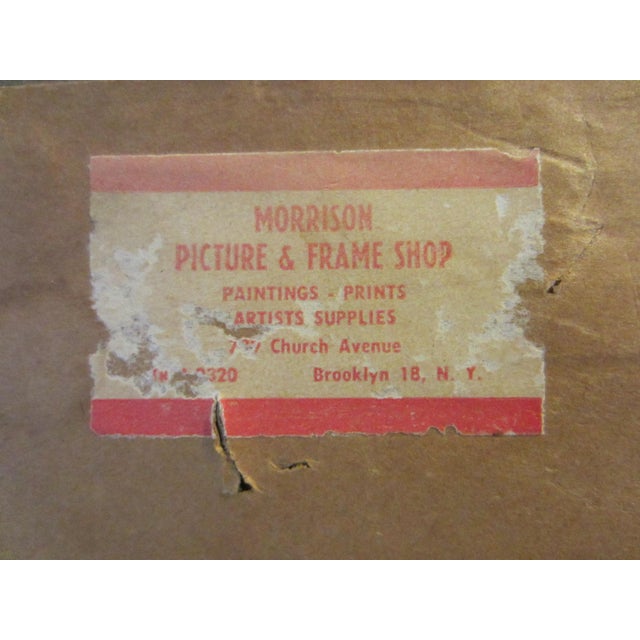 MORRISON
PICTURE & FRAME SHOP
PAINTINGS - PRINTS
ARTISTS SUPPLIES
Church Avenue
Brooklyn 18, N. Y.